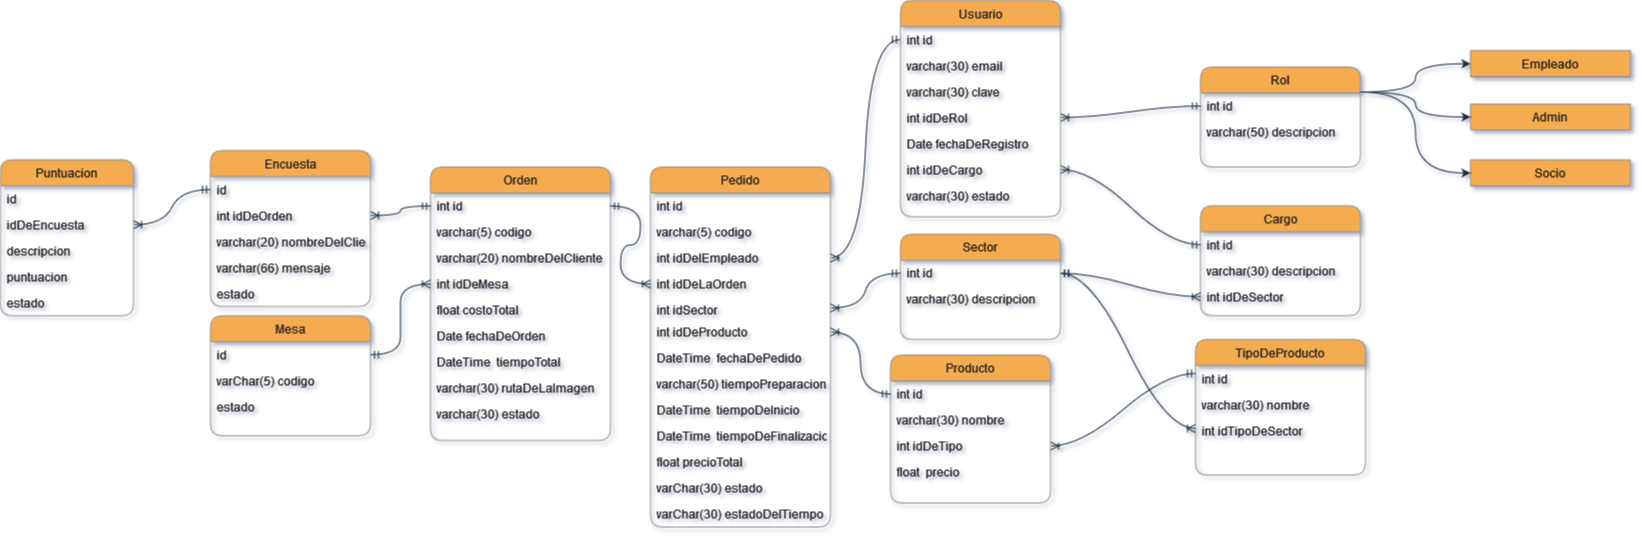 Puntuacion
id
idDeEncuesta
descripcion
puntuacion
estado
Encuesta
id
int idDeOrden
varchar(20) nombreDelClie
varchar(66) mensaje
estado
Mesa
id
varChar(5) codigo
estado
Orden
int id
varchar(5) codigo
varchar(20) nombreDelCliente
int idDeMesa
float costoTotal
Date fechaDeOrden
DateTime tiempoTotal
varchar(30) rutaDeLaImagen
varchar(30) estado
Pedido
int id
varchar(5) codigo
int idDelEmpleado
int idDeLaOrden
int idSector
int idDeProducto
DateTime fechaDePedido
varchar(50) tiempoPreparacion
DateTime tiempoDeInicio
DateTime tiempoDeFinalizacic
float precioTotal
varChar(30) estado
varChar(30) estadoDelTiempo
Usuario
int id
varchar(30) email
varchar(30) clave
int idDeRol
Date fechaDeRegistro
int idDeCargo
varchar(30) estado
Sector
int id
varchar(30) descripcion
Producto
int id
varchar(30) nombre
int idDeTipo
float precio
Rol
int id
varchar(50) descripcion
Cargo
int id
varchar(30) descripcion
int idDeSector
TipoDeProducto
int id
varchar(30) nombre
int idTipoDeSector
Empleado
Admin
Socio